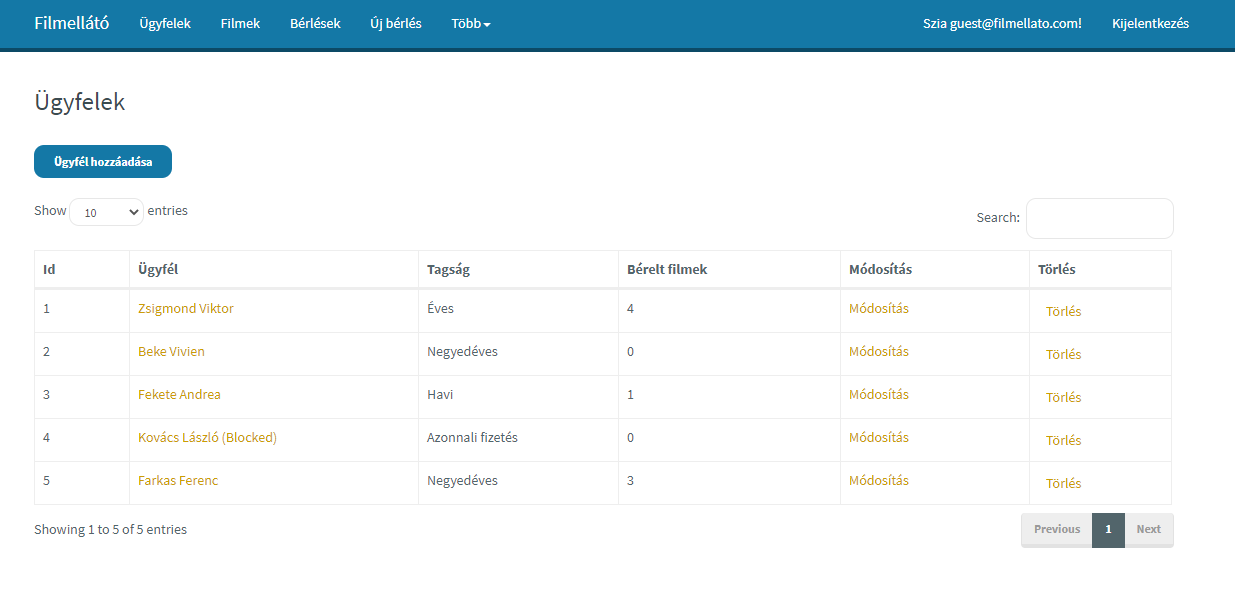 Filmellátó Ügyfelek Filmek Bérlések Új bérlés Több Szia guest@filmellato.com! Kijelentkezés
Ügyfelek
Ügyfél hozzáadása
Show 10 entries Search:
Id Ügyfél Tagság Bérelt filmek Módosítás Törlés
1 Zsigmond Viktor Éves 4 Módosítás Törlés
2 Beke Vivien Negyedéves 0 Módosítás Törlés
3 Fekete Andrea Havi 1 Módosítás Törlés
4 Kovács László (Blocked) Azonnali fizetés 0 Módosítás Törlés
5 Farkas Ferenc Negyedéves 3 Módosítás Törlés
Showing 1 to 5 of 5 entries Previous 1 Next